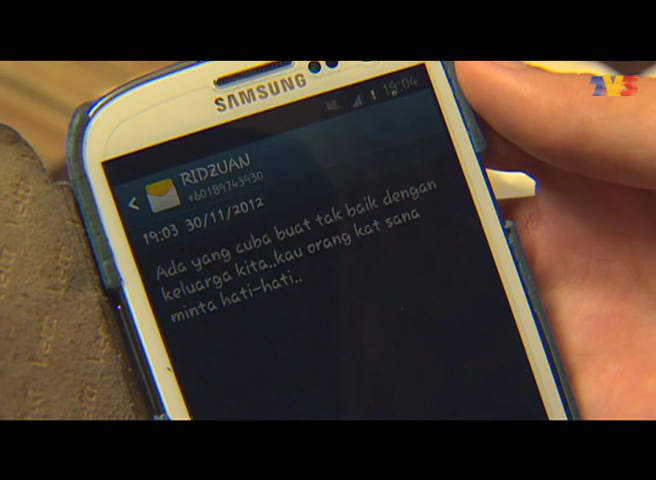 TV3
SAMSUNG
19:04
RIDZUAN
+60189743930
19:03 30/11/2012
Ada yang cuba buat tak baik dengan
keluarga kita..kau orang kat sana
minta hati-hati..